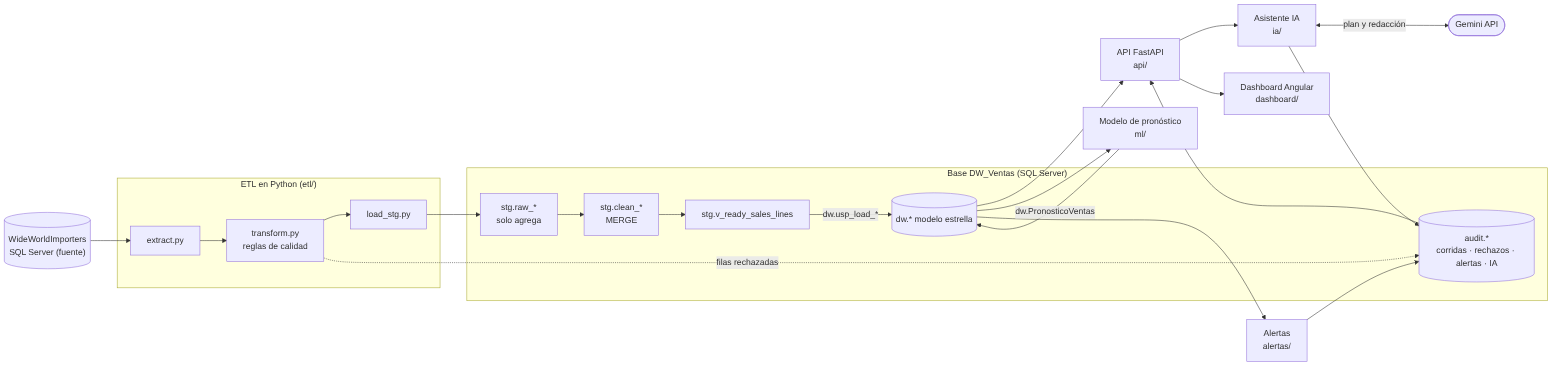 Asistente IA
ia/
plan y redacción
Gemini API
API FastAPI
api/
Dashboard Angular
dashboard/
Modelo de pronóstico
ml/
ETL en Python (etl/)
Base DW_Ventas (SQL Server)
WideWorldImporters
SQL Server (fuente)
extract.py
transform.py
reglas de calidad
load_stg.py
stg.raw_*
solo agrega
stg.clean_*
MERGE
stg.v_ready_sales_lines
dw.usp_load_*
dw.* modelo estrella
dw.PronosticoVentas
filas rechazadas
audit.*
corridas · rechazos ·
alertas · IA
Alertas
alertas/